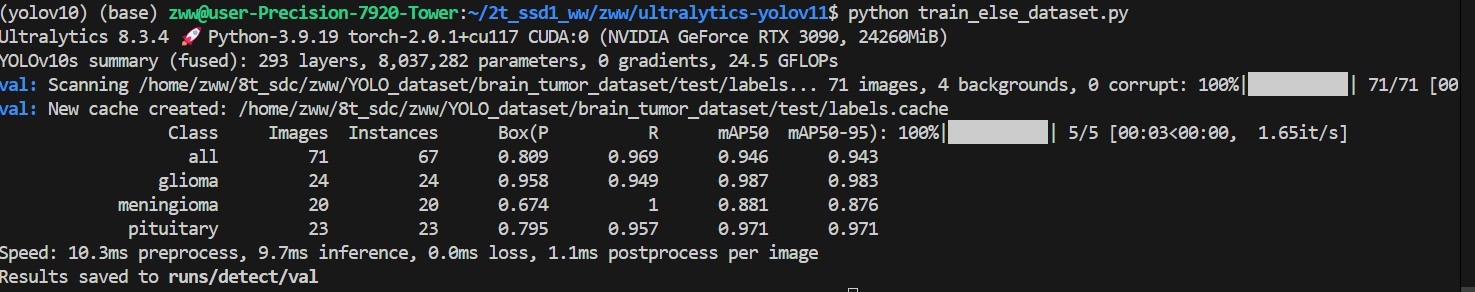 (yolov10) (base) zww@user-Precision-7920-Tower:~/2t_ssd1_ww/zww/ultralytics-yolov11$ python train_else_dataset.py
Ultralytics 8.3.4 🚀 Python-3.9.19 torch-2.0.1+cu117 CUDA:0 (NVIDIA GeForce RTX 3090, 24260MiB)
YOLOv10s summary (fused): 293 layers, 8,037,282 parameters, 0 gradients, 24.5 GFLOPs
val: Scanning /home/zww/8t_sdc/zww/YOLO_dataset/brain_tumor_dataset/test/labels... 71 images, 4 backgrounds, 0 corrupt: 100%|██████████| 71/71 [00
val: New cache created: /home/zww/8t_sdc/zww/YOLO_dataset/brain_tumor_dataset/test/labels.cache
Class Images Instances Box(P R mAP50 mAP50-95): 100%|██████████| 5/5 [00:03<00:00, 1.65it/s]
all 71 67 0.809 0.969 0.946 0.943
glioma 24 24 0.958 0.949 0.987 0.983
meningioma 20 20 0.674 1 0.881 0.876
pituitary 23 23 0.795 0.957 0.971 0.971
Speed: 10.3ms preprocess, 9.7ms inference, 0.0ms loss, 1.1ms postprocess per image
Results saved to runs/detect/val